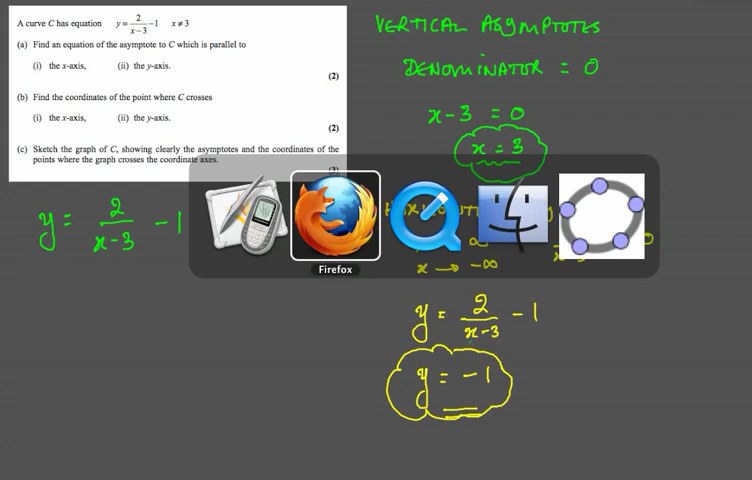 A curve C has equation y = 2/(x−3) −1 x ≠ 3
(a) Find an equation of the asymptote to C which is parallel to
(i) the x-axis, (ii) the y-axis.
(2)
(b) Find the coordinates of the point where C crosses
(i) the x-axis, (ii) the y-axis.
(2)
(c) Sketch the graph of C, showing clearly the asymptotes and the coordinates of the
points where the graph crosses the coordinate axes.
y = 2/(x-3) -1
VERTICAL ASYMPTOTES
DENOMINATOR = 0
x-3 = 0
x = 3
Firefox
x → -∞
y = 2/(x-3) - 1
y = -1